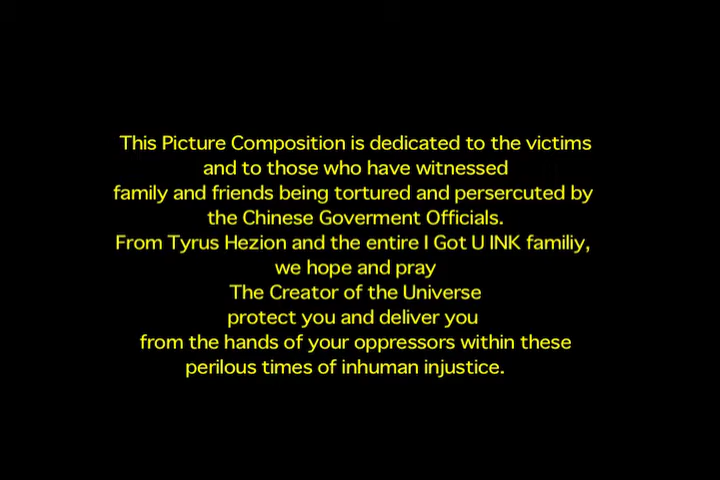 This Picture Composition is dedicated to the victims
and to those who have witnessed
family and friends being tortured and persercuted by
the Chinese Goverment Officials.
From Tyrus Hezion and the entire I Got U INK familiy,
we hope and pray
The Creator of the Universe
protect you and deliver you
from the hands of your oppressors within these
perilous times of inhuman injustice.